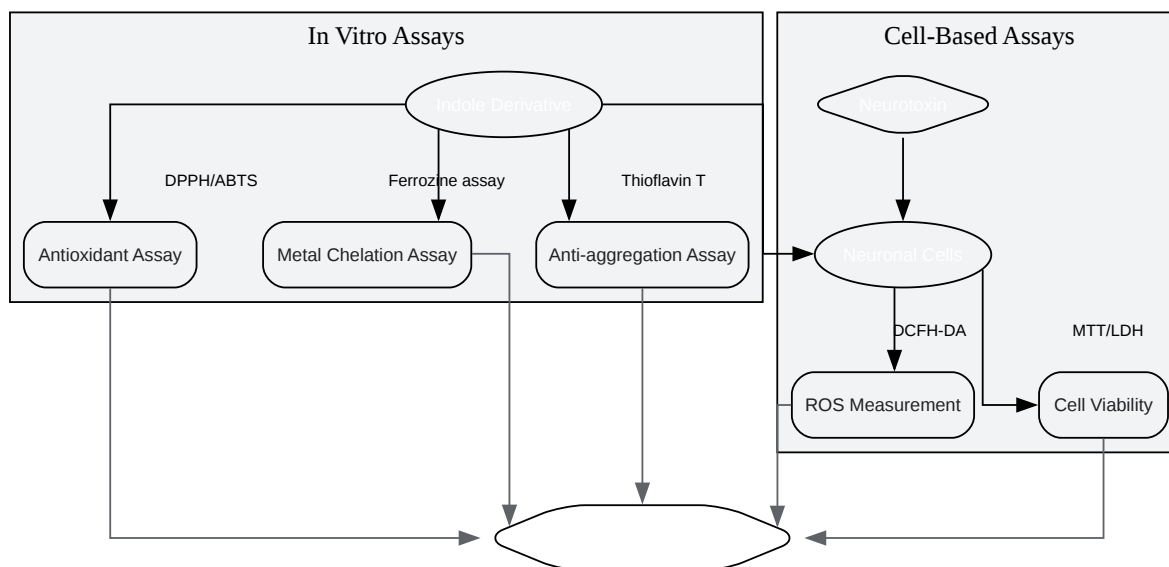 In Vitro Assays
Cell-Based Assays
Indole Derivative
Neurotoxin
DPPH/ABTS
Ferrozine assay
Thioflavin T
Antioxidant Assay
Metal Chelation Assay
Anti-aggregation Assay
Neuronal Cells
DCFH-DA
MTT/LDH
ROS Measurement
Cell Viability